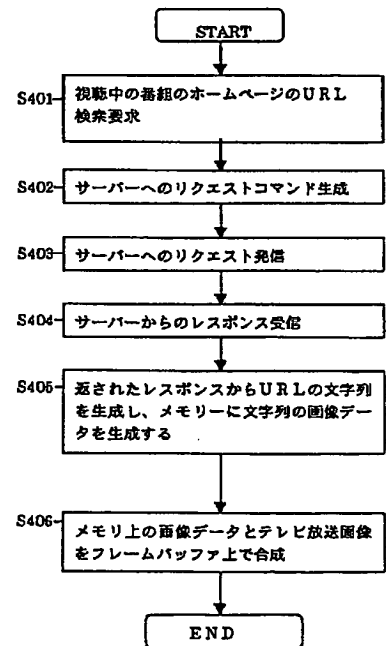 START
S401
視聴中の番組のホームページのURL
検索要求
S402
サーバーへのリクエストコマンド生成
S403
サーバーへのリクエスト発信
S404
サーバーからのレスポンス受信
S405
返されたレスポンスからURLの文字列
を生成し、メモリーに文字列の画像デー
タを生成する
S406
メモリ上の画像データとテレビ放送画像
をフレームバッファ上で合成
END